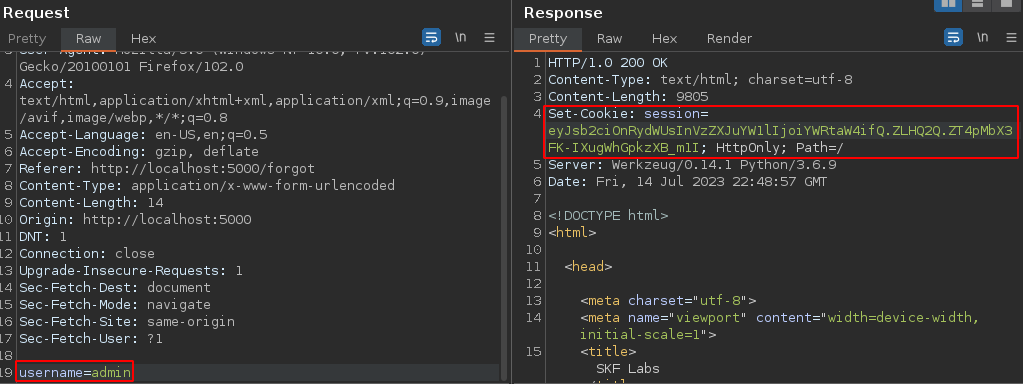 Request
Pretty Raw Hex
\n
Gecko/20100101 Firefox/102.0
4 Accept:
text/html,application/xhtml+xml,application/xml;q=0.9,image
/avif,image/webp,*/*;q=0.8
5 Accept-Language: en-US,en;q=0.5
6 Accept-Encoding: gzip, deflate
7 Referer: http://localhost:5000/forgot
8 Content-Type: application/x-www-form-urlencoded
9 Content-Length: 14
10 Origin: http://localhost:5000
11 DNT: 1
12 Connection: close
13 Upgrade-Insecure-Requests: 1
14 Sec-Fetch-Dest: document
15 Sec-Fetch-Mode: navigate
16 Sec-Fetch-Site: same-origin
17 Sec-Fetch-User: ?1
18
19 username=admin
Response
Pretty Raw Hex Render
\n
1 HTTP/1.0 200 OK
2 Content-Type: text/html; charset=utf-8
3 Content-Length: 9805
4 Set-Cookie: session=
eyJsb2ciOnRydWUsInVzZXJuYW1lIjoiYWRtaW4ifQ.ZLHQ2Q.ZT4pMbX3
FK-IXugWhGpkzXB_m1I; HttpOnly; Path=/
5 Server: Werkzeug/0.14.1 Python/3.6.9
6 Date: Fri, 14 Jul 2023 22:48:57 GMT
7
8 <!DOCTYPE html>
9 <html>
10
11 <head>
12
13 <meta charset="utf-8">
14 <meta name="viewport" content="width=device-width,
initial-scale=1">
15 <title>
SKF Labs